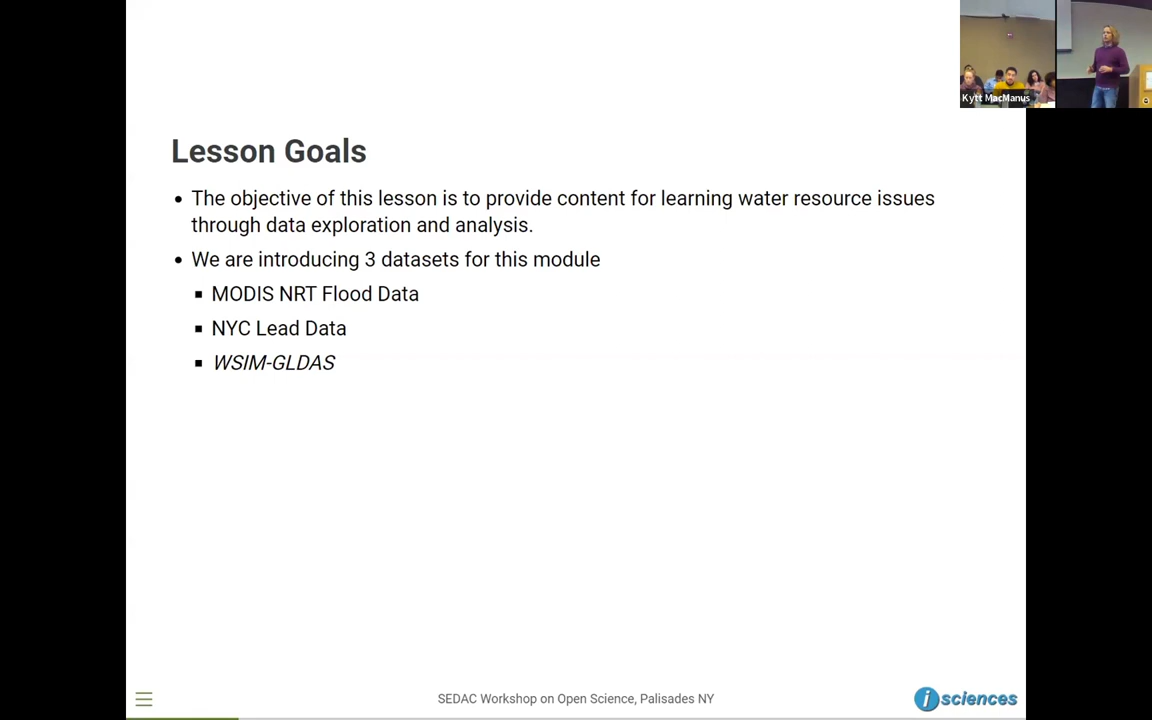 Kytt MacManus
Lesson Goals
The objective of this lesson is to provide content for learning water resource issues
through data exploration and analysis.
We are introducing 3 datasets for this module
MODIS NRT Flood Data
NYC Lead Data
WSIM-GLDAS
SEDAC Workshop on Open Science, Palisades NY
isciences